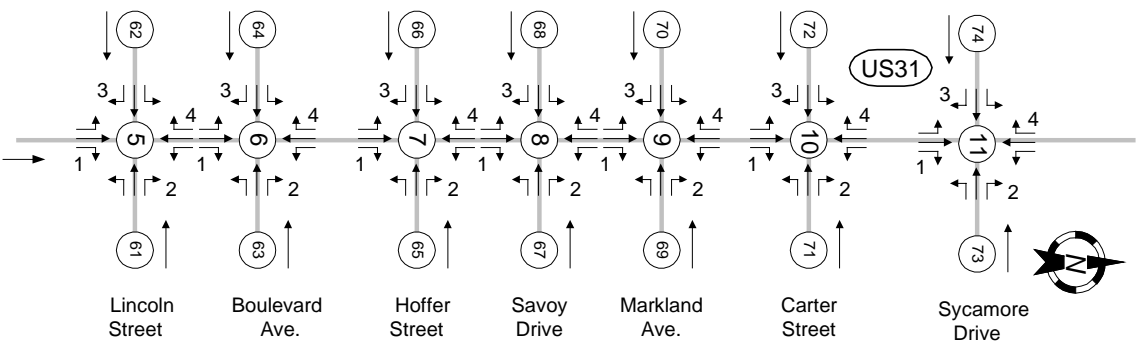 62 64 66 68 70 72 74
US31
3 3 3 3 3 3 3
4 4 4 4 4 4 4
5 6 7 8 9 10 11
1 1 1 1 1 1 1
2 2 2 2 2 2 2
61 63 65 67 69 71 73
N
Lincoln Boulevard Hoffer Savoy Markland Carter Sycamore
Street Ave. Street Drive Ave. Street Drive